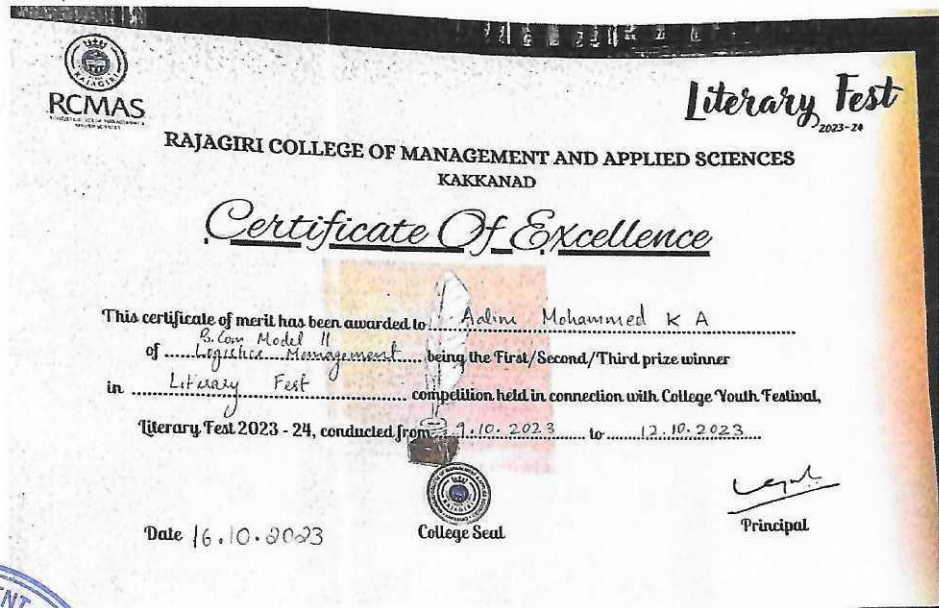 RCMAS
Literary Fest
2023-24
RAJAGIRI COLLEGE OF MANAGEMENT AND APPLIED SCIENCES
KAKKANAD
Certificate Of Excellence
This certificate of merit has been awarded to Mohammed K A
B.Com Model II
of Logistics Management being the First/Second/Third prize winner
in Literary Fest competition held in connection with College Youth Festival,
Literary Fest 2023 - 24, conducted from 9.10.2023 to 12.10.2023
Date 16.10.2023
College Seal
Principal
RAJAGIRI